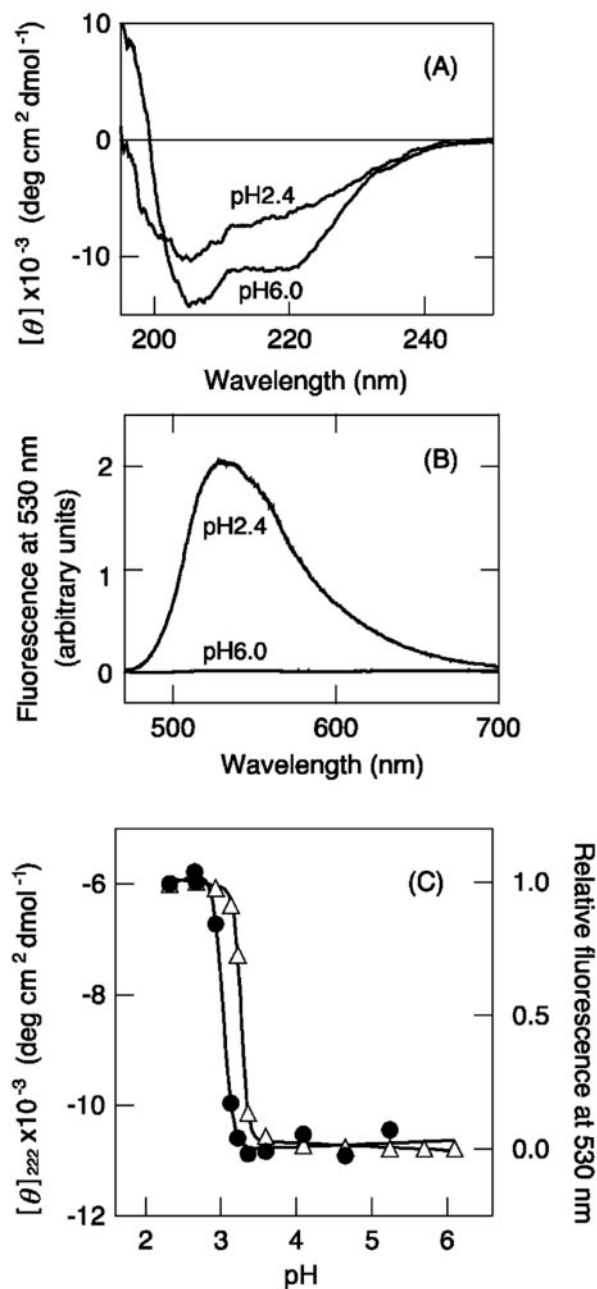 (A)
[θ] x10⁻³ (deg cm² dmol⁻¹)
10
0
-10
pH2.4
pH6.0
200 220 240
Wavelength (nm)
(B)
Fluorescence at 530 nm
(arbitrary units)
2
1
0
pH2.4
pH6.0
500 600 700
Wavelength (nm)
(C)
[θ]₂₂₂ x10⁻³ (deg cm² dmol⁻¹)
-6
-8
-10
-12
Relative fluorescence at 530 nm
1.0
0.5
0.0
2 3 4 5 6
pH